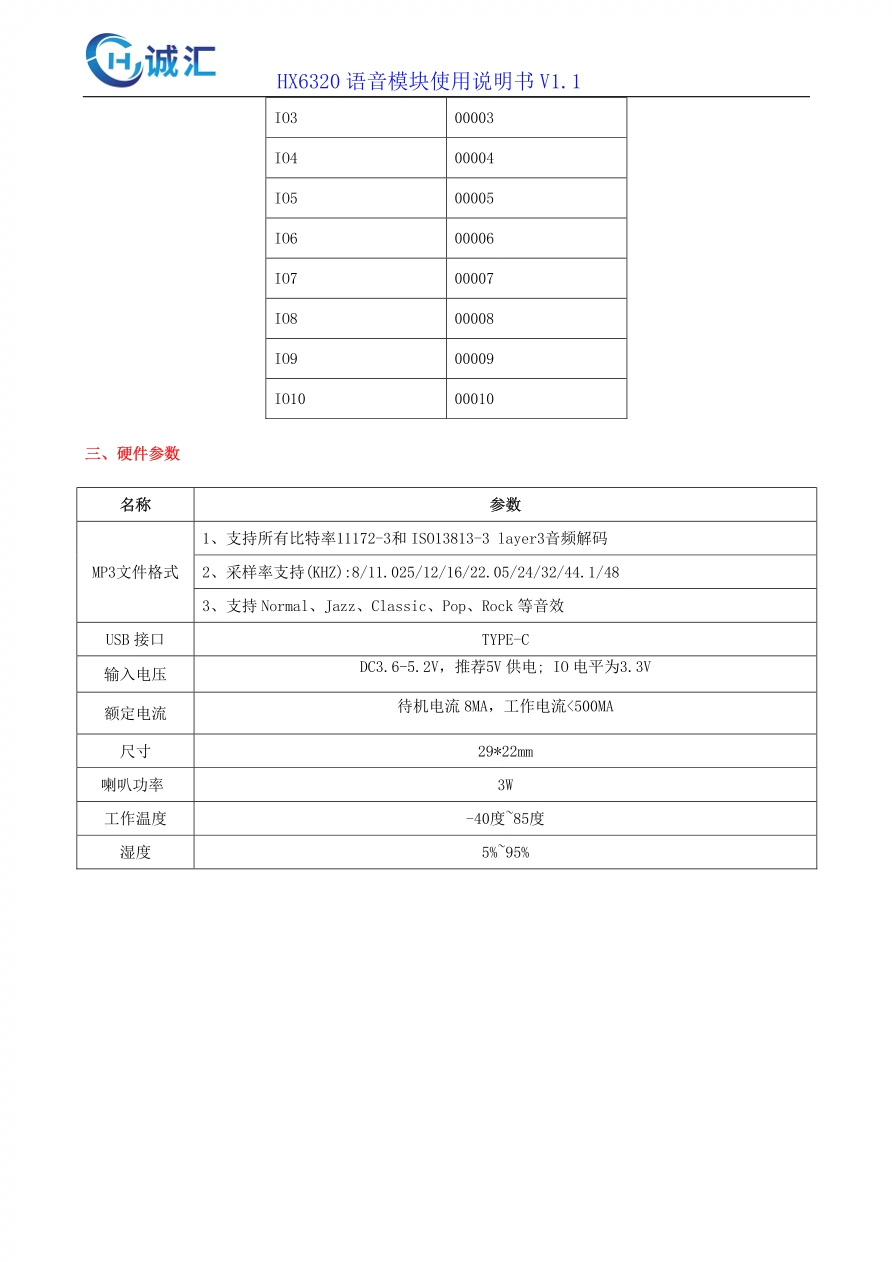 诚汇
HX6320 语音模块使用说明书 V1.1
IO3 00003
IO4 00004
IO5 00005
IO6 00006
IO7 00007
IO8 00008
IO9 00009
IO10 00010
三、硬件参数
名称 参数
MP3文件格式
1、支持所有比特率11172-3和 ISO13813-3 layer3音频解码
2、采样率支持(KHZ):8/11.025/12/16/22.05/24/32/44.1/48
3、支持 Normal、Jazz、Classic、Pop、Rock 等音效
USB 接口 TYPE-C
输入电压 DC3.6-5.2V，推荐5V 供电; IO 电平为3.3V
额定电流 待机电流 8MA，工作电流<500MA
尺寸 29*22mm
喇叭功率 3W
工作温度 -40度~85度
湿度 5%~95%